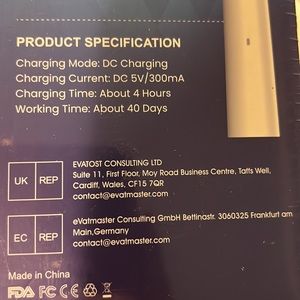 PRODUCT SPECIFICATION
Charging Mode: DC Charging
Charging Current: DC 5V/300mA
Charging Time: About 4 Hours
Working Time: About 40 Days
EVATOST CONSULTING LTD
UK REP
Suite 11, First Floor, Moy Road Business Centre, Taffs Well,
Cardiff, Wales, CF15 7QR
contact@evatmaster.com
eVatmaster Consulting GmbH Bettinastr. 3060325 Frankfurt am
EC REP
Main,Germany
contact@evatmaster.com
Made in China
FDA FC CE